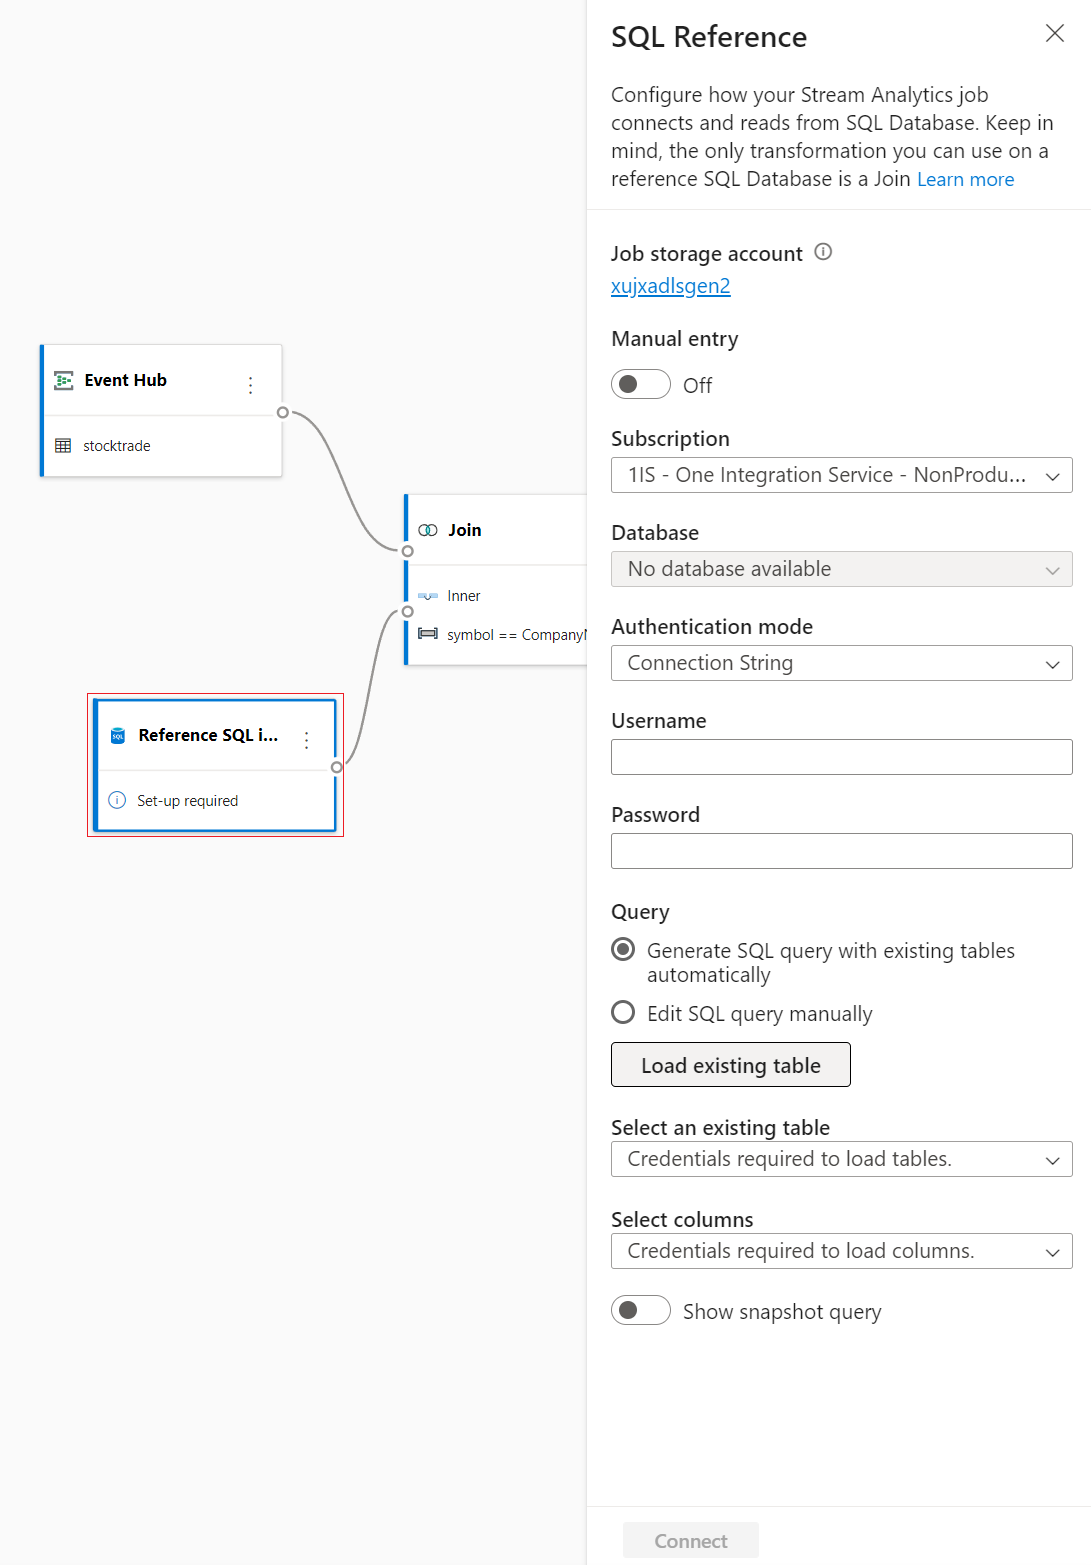 SQL Reference
Configure how your Stream Analytics job
connects and reads from SQL Database. Keep in
mind, the only transformation you can use on a
reference SQL Database is a Join Learn more
Job storage account
xujxadlsgen2
Manual entry
Off
Subscription
1IS - One Integration Service - NonProdu...
Database
No database available
Authentication mode
Connection String
Username
Password
Query
Generate SQL query with existing tables
automatically
Edit SQL query manually
Load existing table
Select an existing table
Credentials required to load tables.
Select columns
Credentials required to load columns.
Show snapshot query
Connect
Event Hub
stocktrade
Join
Inner
symbol == CompanyN
SQL
Reference SQL i...
Set-up required